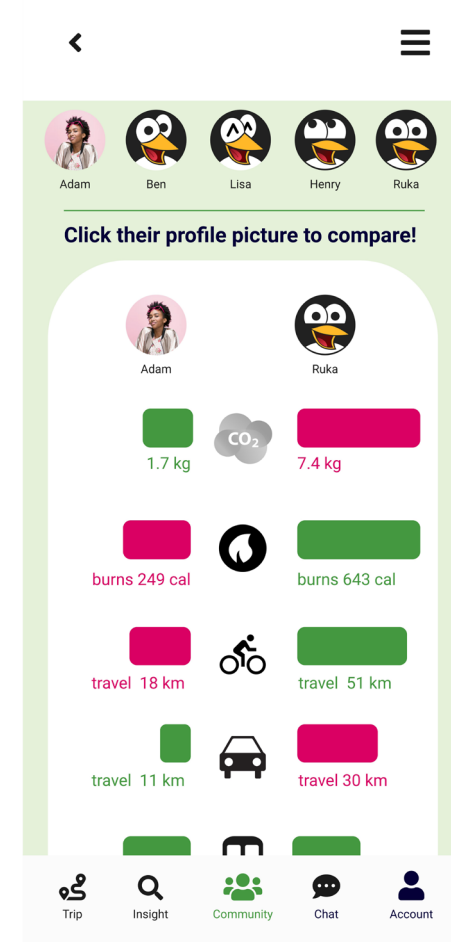 Adam Ben Lisa Henry Ruka
Click their profile picture to compare!
Adam Ruka
CO2
1.7 kg 7.4 kg
burns 249 cal burns 643 cal
travel 18 km travel 51 km
travel 11 km travel 30 km
Trip Insight Community Chat Account